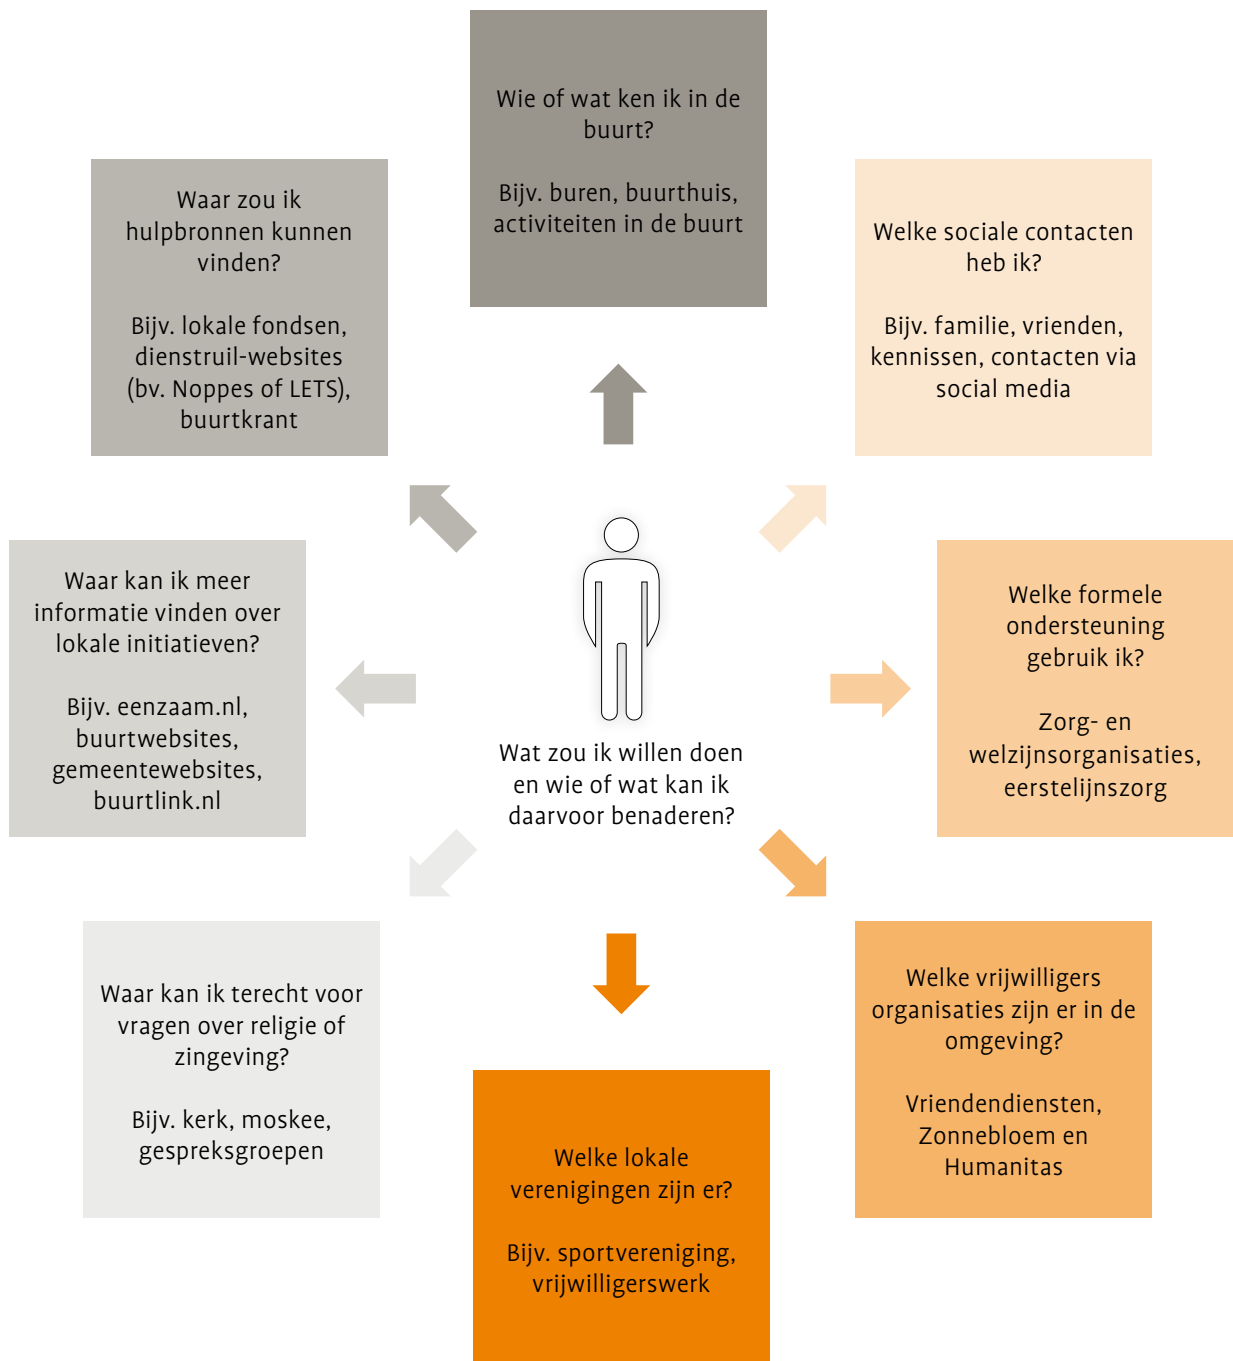 Wie of wat ken ik in de
buurt?
Bijv. buren, buurthuis,
activiteiten in de buurt
Waar zou ik
hulpbronnen kunnen
vinden?
Bijv. lokale fondsen,
dienstruil-websites
(bv. Noppes of LETS),
buurtkrant
Welke sociale contacten
heb ik?
Bijv. familie, vrienden,
kennissen, contacten via
social media
Waar kan ik meer
informatie vinden over
lokale initiatieven?
Bijv. eenzaam.nl,
buurtwebsites,
gemeentewebsites,
buurtlink.nl
Wat zou ik willen doen
en wie of wat kan ik
daarvoor benaderen?
Welke formele
ondersteuning
gebruik ik?
Zorg- en
welzijnsorganisaties,
eerstelijnszorg
Waar kan ik terecht voor
vragen over religie of
zingeving?
Bijv. kerk, moskee,
gespreksgroepen
Welke lokale
verenigingen zijn er?
Bijv. sportvereniging,
vrijwilligerswerk
Welke vrijwilligers
organisaties zijn er in de
omgeving?
Vriendendiensten,
Zonnebloem en
Humanitas